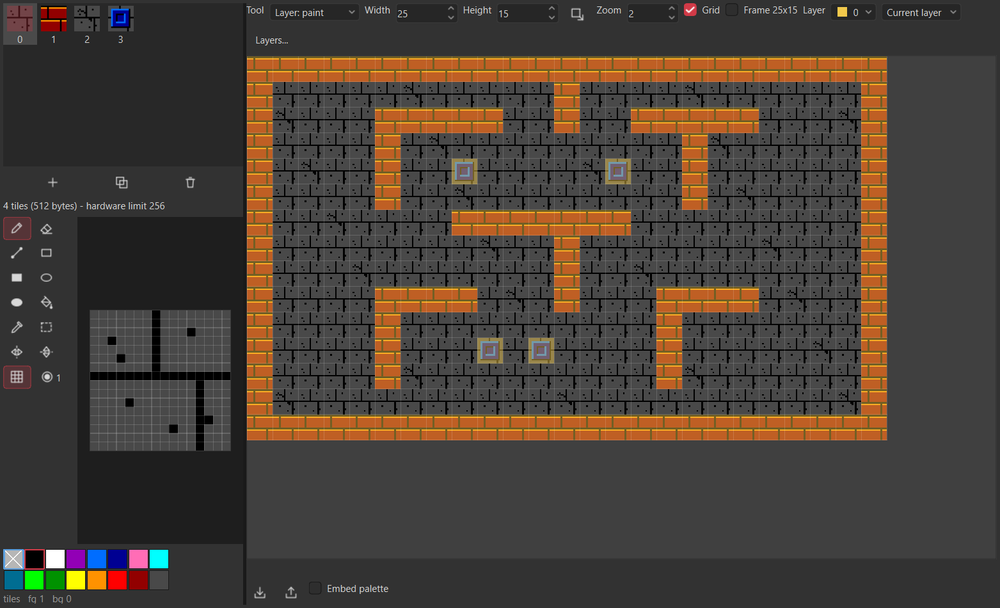 Tool Layer: paint Width 25 Height 15 Zoom 2 Grid Frame 25x15 Layer 0 Current layer
Layers...
0 1 2 3
4 tiles (512 bytes) - hardware limit 256
1
Embed palette
tiles fg 1 bg 0